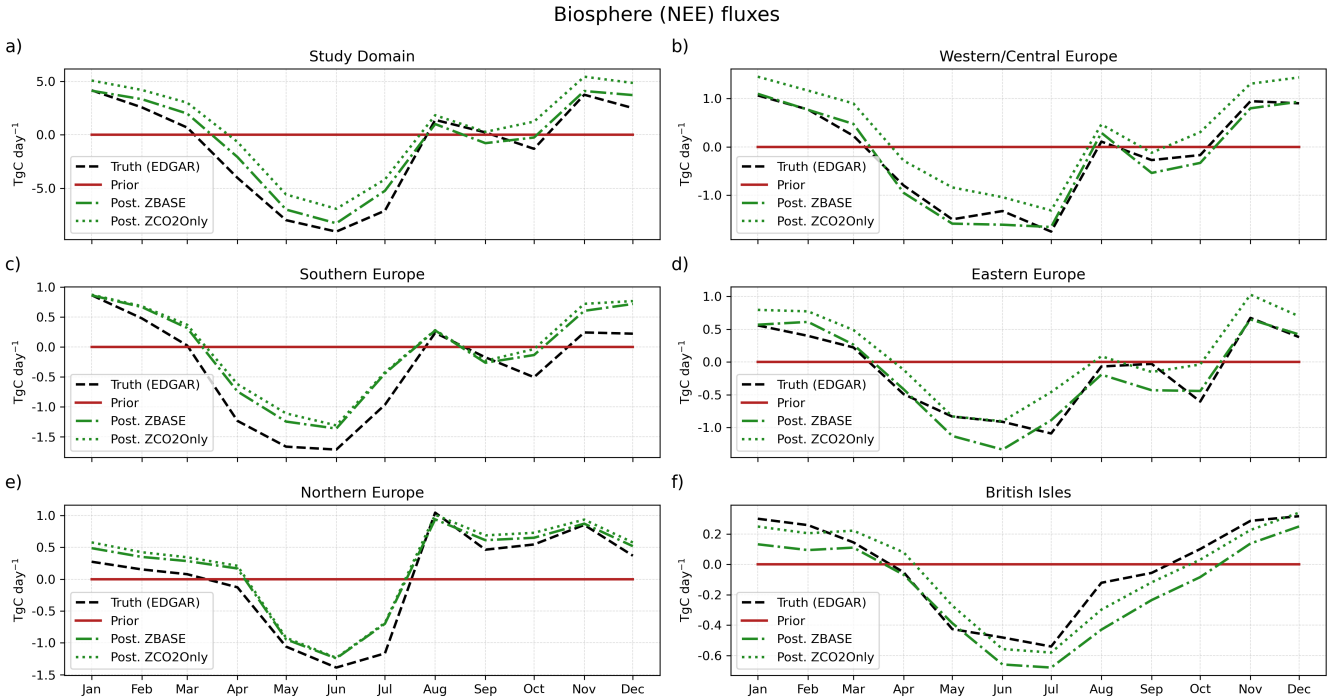 Biosphere (NEE) fluxes
a)
Study Domain
TgC day⁻¹
5.0
0.0
-5.0
Truth (EDGAR)
Prior
Post. ZBASE
Post. ZCO2Only
b)
Western/Central Europe
TgC day⁻¹
1.0
0.0
-1.0
Truth (EDGAR)
Prior
Post. ZBASE
Post. ZCO2Only
c)
Southern Europe
TgC day⁻¹
1.0
0.5
0.0
-0.5
-1.0
-1.5
Truth (EDGAR)
Prior
Post. ZBASE
Post. ZCO2Only
d)
Eastern Europe
TgC day⁻¹
1.0
0.5
0.0
-0.5
-1.0
Truth (EDGAR)
Prior
Post. ZBASE
Post. ZCO2Only
e)
Northern Europe
TgC day⁻¹
1.0
0.5
0.0
-0.5
-1.0
-1.5
Truth (EDGAR)
Prior
Post. ZBASE
Post. ZCO2Only
Jan Feb Mar Apr May Jun Jul Aug Sep Oct Nov Dec
f)
British Isles
TgC day⁻¹
0.2
0.0
-0.2
-0.4
-0.6
Truth (EDGAR)
Prior
Post. ZBASE
Post. ZCO2Only
Jan Feb Mar Apr May Jun Jul Aug Sep Oct Nov Dec